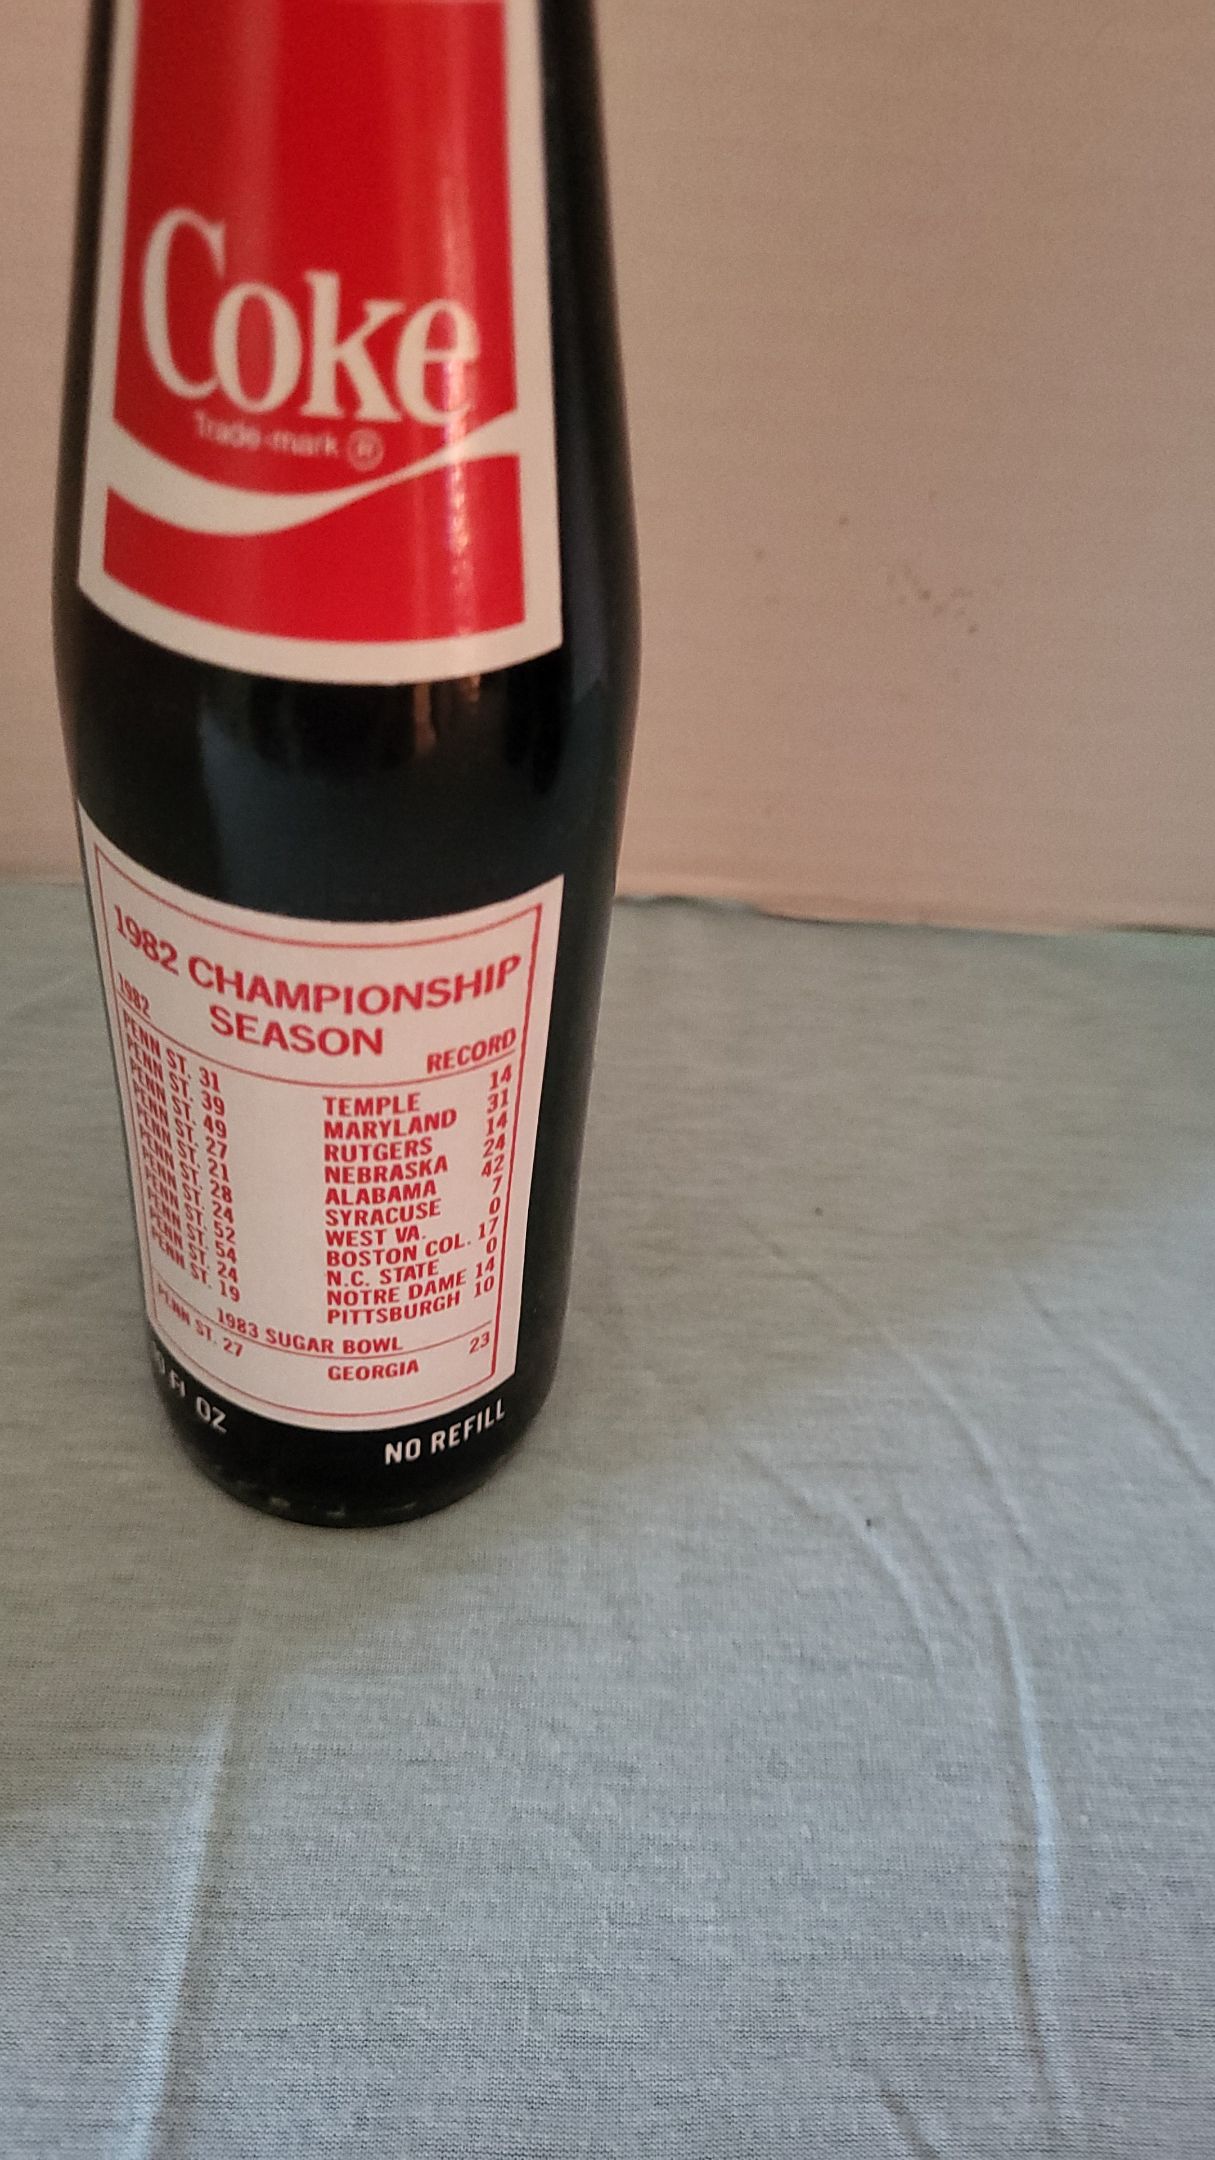 Coke
Trade-mark ®
1982 CHAMPIONSHIP
SEASON
1982 RECORD
PENN ST. 31 TEMPLE 14
PENN ST. 39 MARYLAND 31
PENN ST. 49 RUTGERS 14
PENN ST. 27 NEBRASKA 24
PENN ST. 21 ALABAMA 42
PENN ST. 28 SYRACUSE 7
PENN ST. 24 WEST VA. 0
PENN ST. 52 BOSTON COL. 17
PENN ST. 54 N.C. STATE 0
PENN ST. 24 NOTRE DAME 14
PENN ST. 19 PITTSBURGH 10
1983 SUGAR BOWL
PENN ST. 27 GEORGIA 23
FI OZ NO REFILL